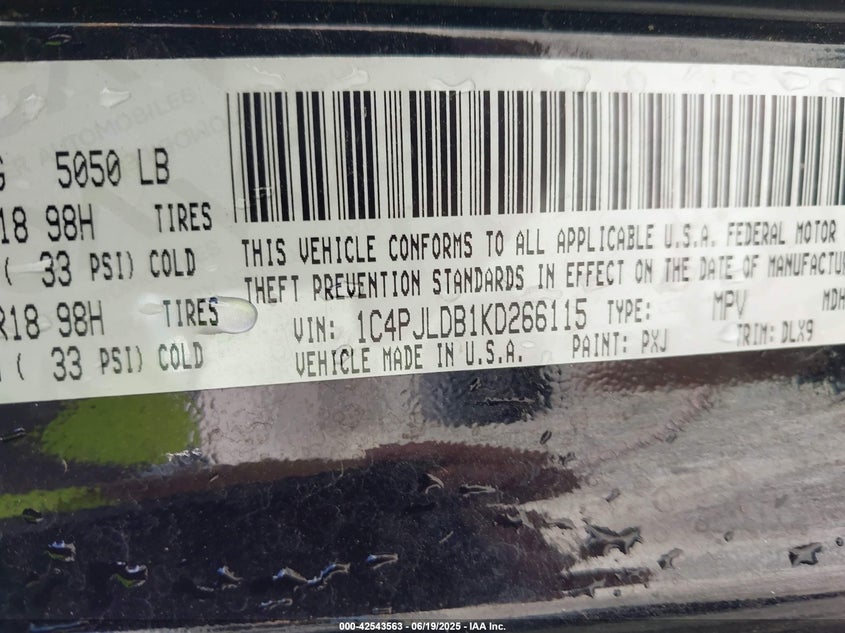 G 5050 LB
R18 98H TIRES
( 33 PSI) COLD
R18 98H TIRES
( 33 PSI) COLD
THIS VEHICLE CONFORMS TO ALL APPLICABLE U.S.A. FEDERAL MOTOR
THEFT PREVENTION STANDARDS IN EFFECT ON THE DATE OF MANUFACTU
VIN: 1C4PJLDB1KD266115 TYPE: MPV MDH
VEHICLE MADE IN U.S.A. PAINT: PXJ TRIM: DLX9
000-42543563 — 06/19/2025 — IAA Inc.